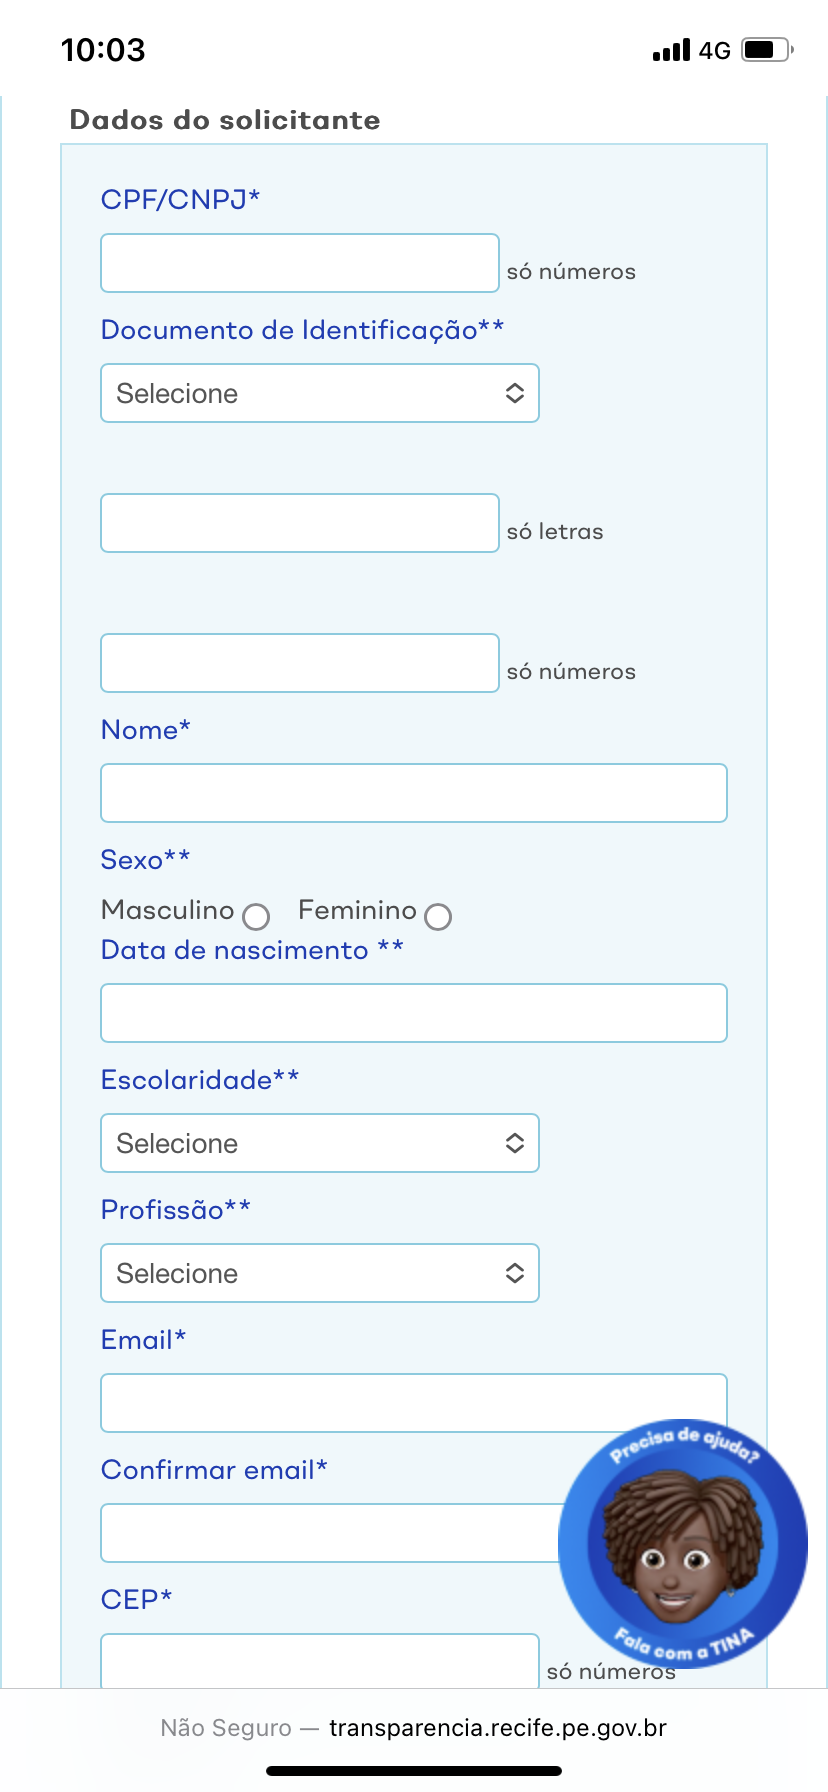 10:03 4G
Dados do solicitante
CPF/CNPJ*
só números
Documento de Identificação**
Selecione
só letras
só números
Nome*
Sexo**
Masculino Feminino
Data de nascimento **
Escolaridade**
Selecione
Profissão**
Selecione
Email*
Precisa de ajuda?
Confirmar email*
CEP*
Fala com a TINA
só números
Não Seguro — transparencia.recife.pe.gov.br